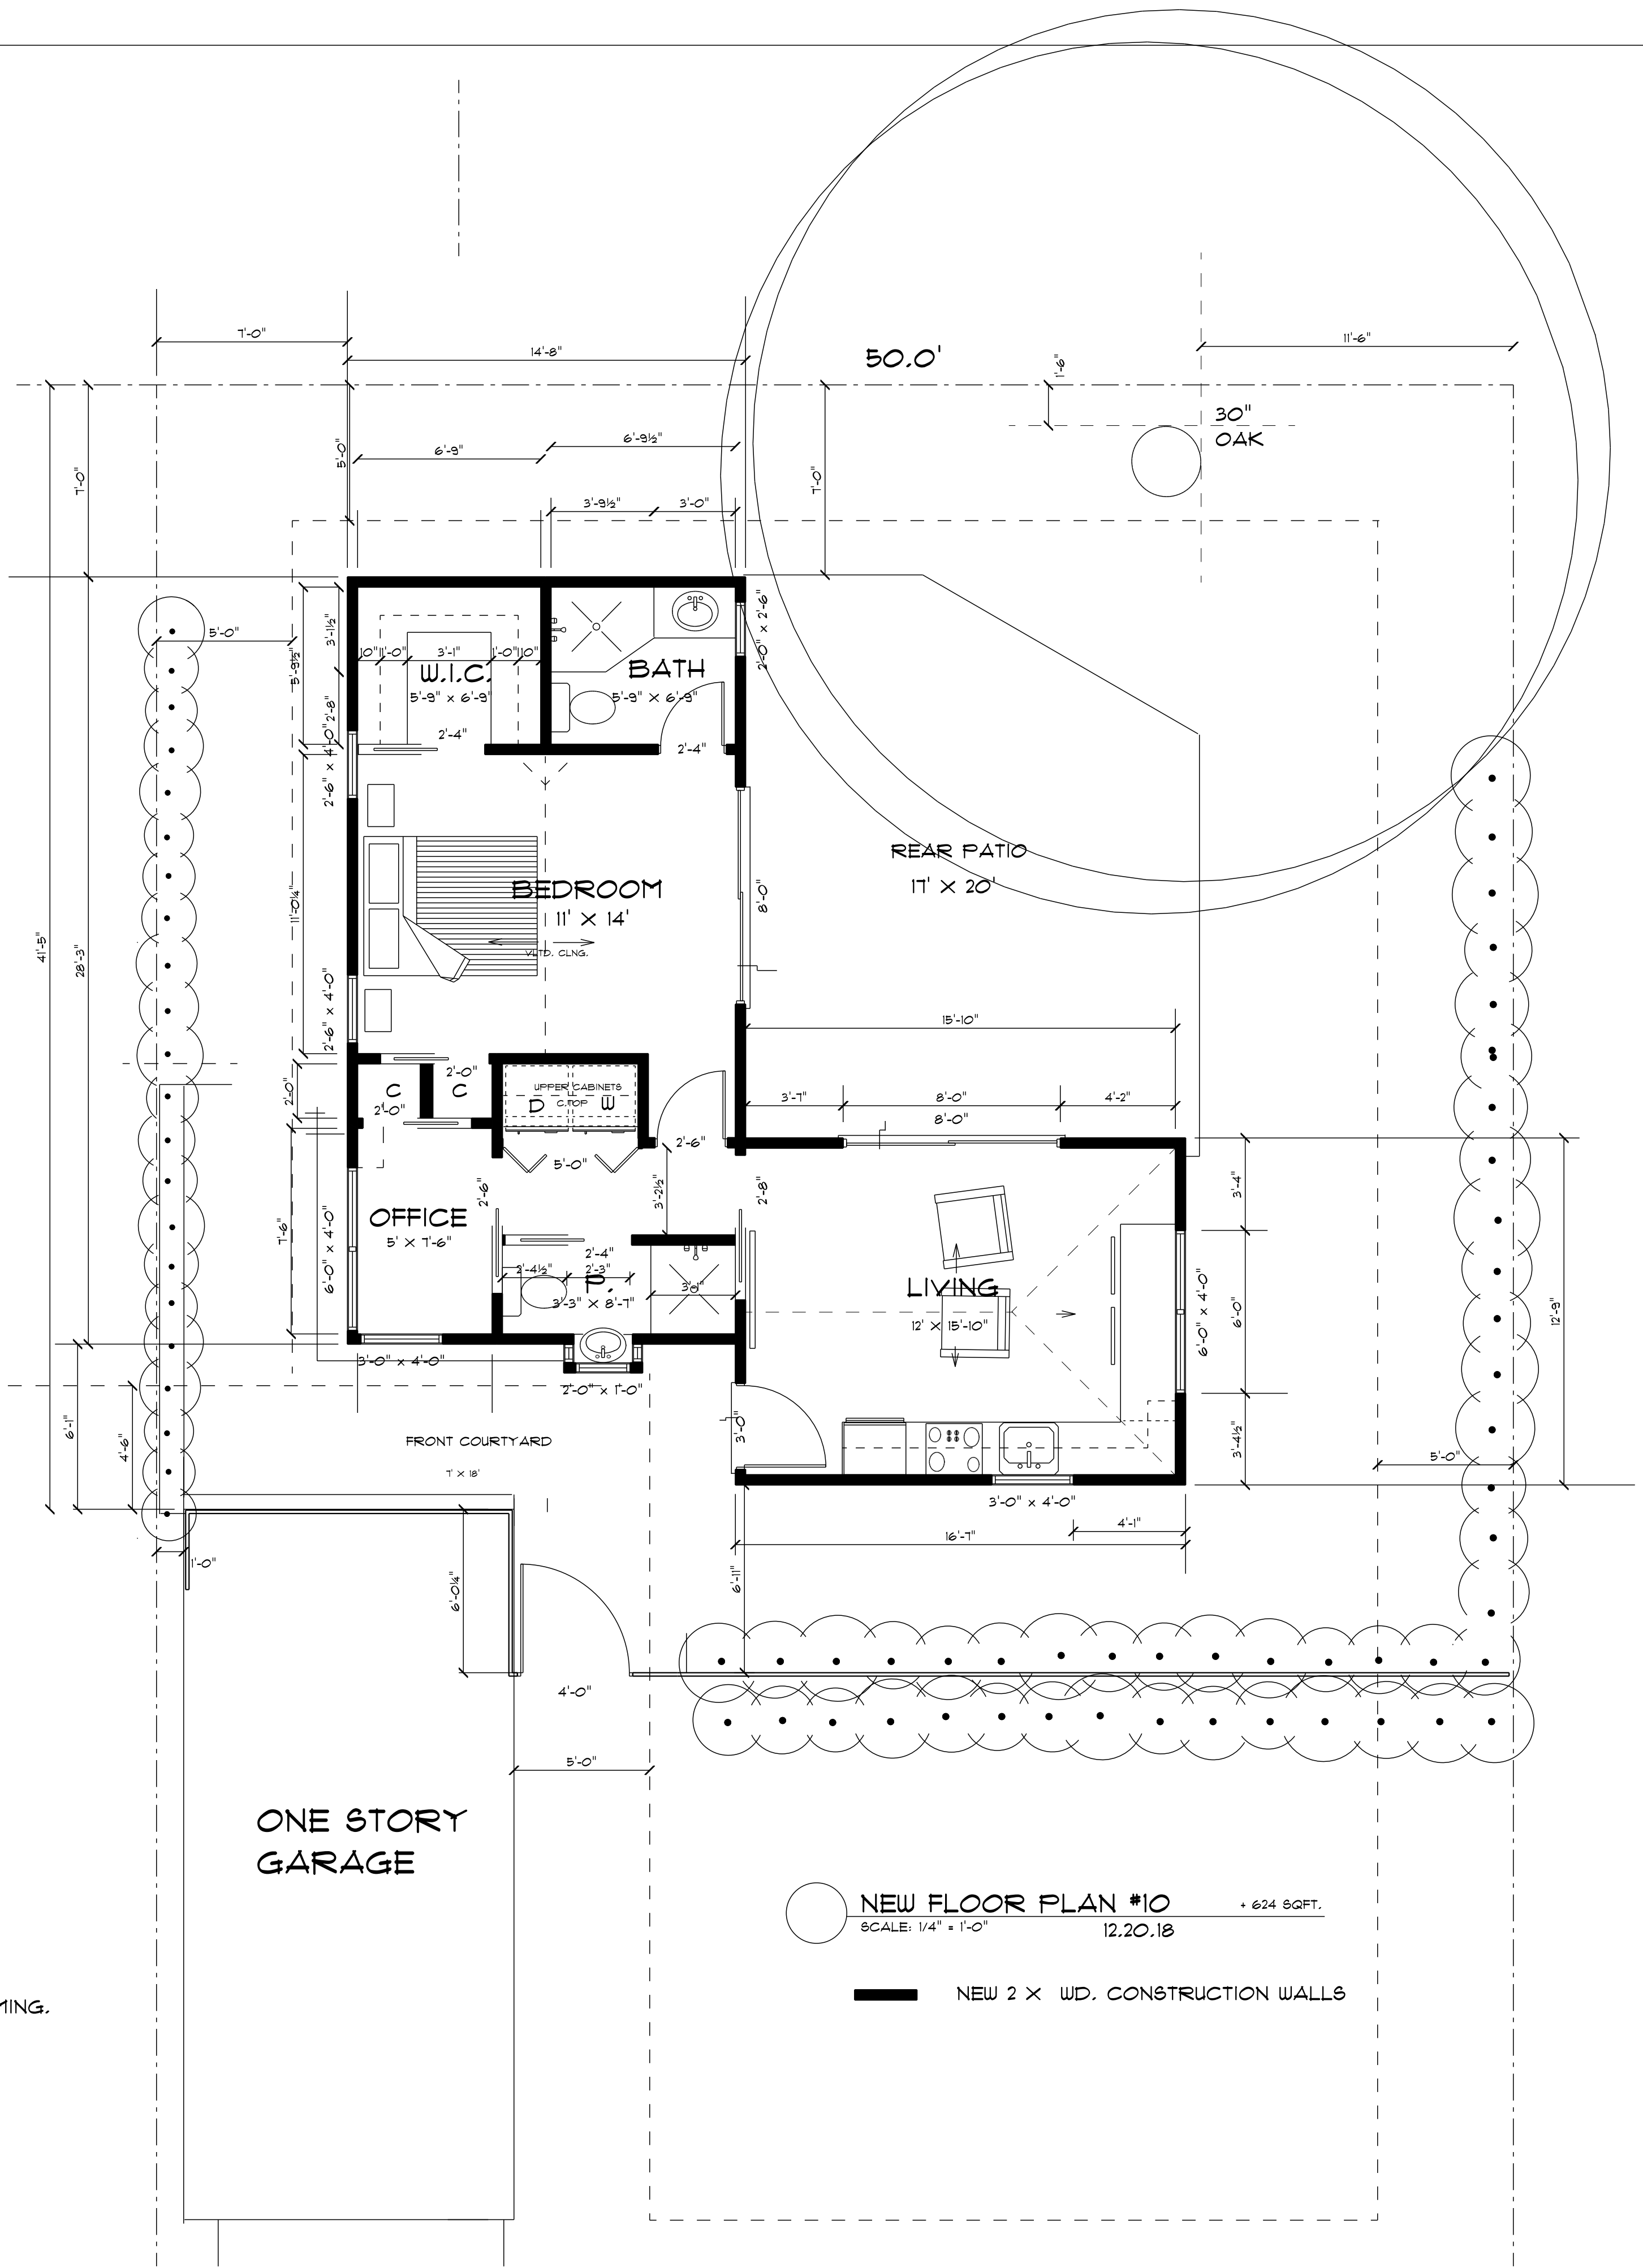 7'-0"
11'-6"
14'-8"
50.0'
1'-6"
30"
OAK
5'-0"
6'-9"
6'-9½"
7'-0"
7'-0"
3'-9½"
3'-0"
5'-0"
5'-9½"
3'-1½"
2'-8"
10"
1'-0"
3'-1"
1'-0"
10"
W.I.C.
5'-9" x 6'-9"
BATH
5'-9" X 6'-9"
2'-0" x 2'-6"
2'-4"
2'-4"
2'-6" x 4'-0"
REAR PATIO
17' X 20'
BEDROOM
11' X 14'
VLTD. CLNG.
8'-0"
11'-0¼"
41'-5"
28'-3"
2'-6" x 4'-0"
15'-10"
2'-0"
2'-0"
C
C
2'-0"
UPPER CABINETS
C.TOP
D
W
3'-7"
8'-0"
4'-2"
8'-0"
2'-6"
5'-0"
2'-6"
3'-2½"
2'-8"
3'-4"
OFFICE
5' X 7'-6"
7'-6"
6'-0" x 4'-0"
2'-4"
2'-4½"
2'-3"
P.
3'-3" x 8'-7"
3'-1"
LIVING
12' X 15'-10"
6'-0" x 4'-0"
6'-0"
12'-9"
3'-0" x 4'-0"
2'-0" x 1'-0"
6'-1"
4'-6"
FRONT COURTYARD
7' X 18'
3'-0"
3'-4½"
5'-0"
3'-0" x 4'-0"
4'-1"
16'-7"
1'-0"
6'-0¼"
6'-11"
4'-0"
5'-0"
ONE STORY
GARAGE
NEW FLOOR PLAN #10
+ 624 SQFT.
SCALE: 1/4" = 1'-0"
12.20.18
NEW 2 X WD. CONSTRUCTION WALLS